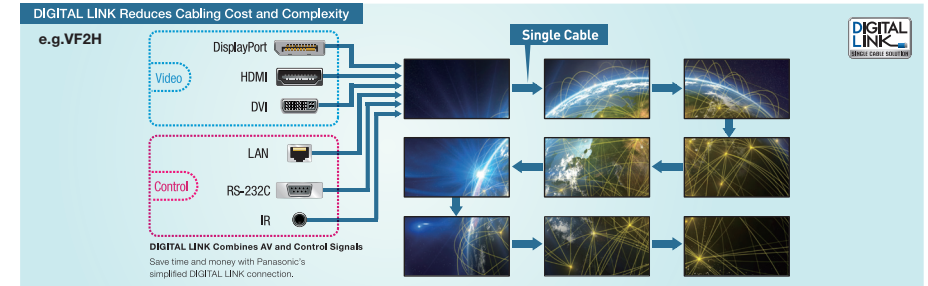 DIGITAL LINK Reduces Cabling Cost and Complexity
e.g.VF2H
Video
DisplayPort
HDMI
DVI
Control
LAN
RS-232C
IR
DIGITAL LINK Combines AV and Control Signals
Save time and money with Panasonic's
simplified DIGITAL LINK connection.
Single Cable
DIGITAL
LINK
SINGLE CABLE SOLUTION